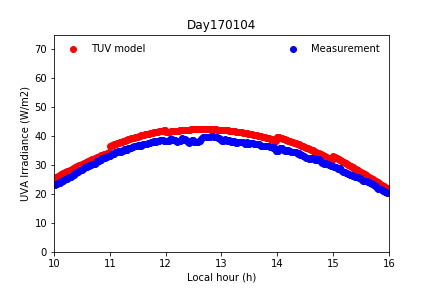 Day170104
TUV model
Measurement
UVA Irradiance (W/m2)
70
60
50
40
30
20
10
0
10 11 12 13 14 15 16
Local hour (h)